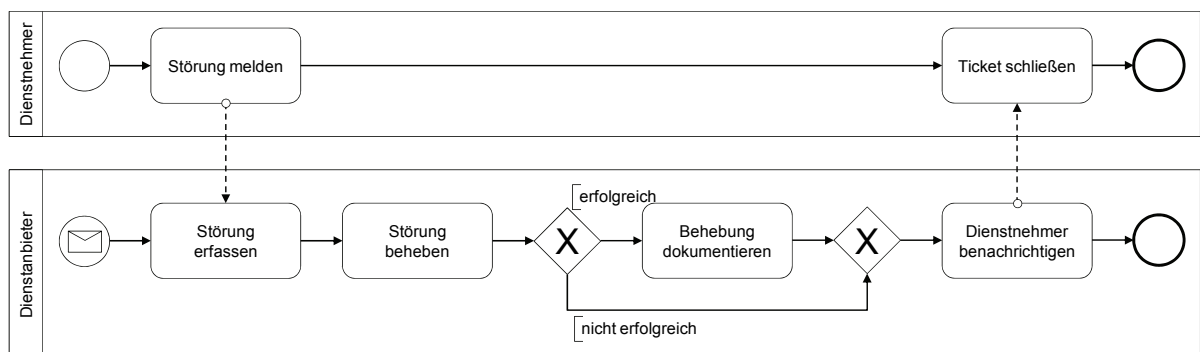 Dienstnehmer
Störung melden
Ticket schließen
Dienstanbieter
erfolgreich
Störung
erfassen
Störung
beheben
X
Behebung
dokumentieren
X
Dienstnehmer
benachrichtigen
nicht erfolgreich